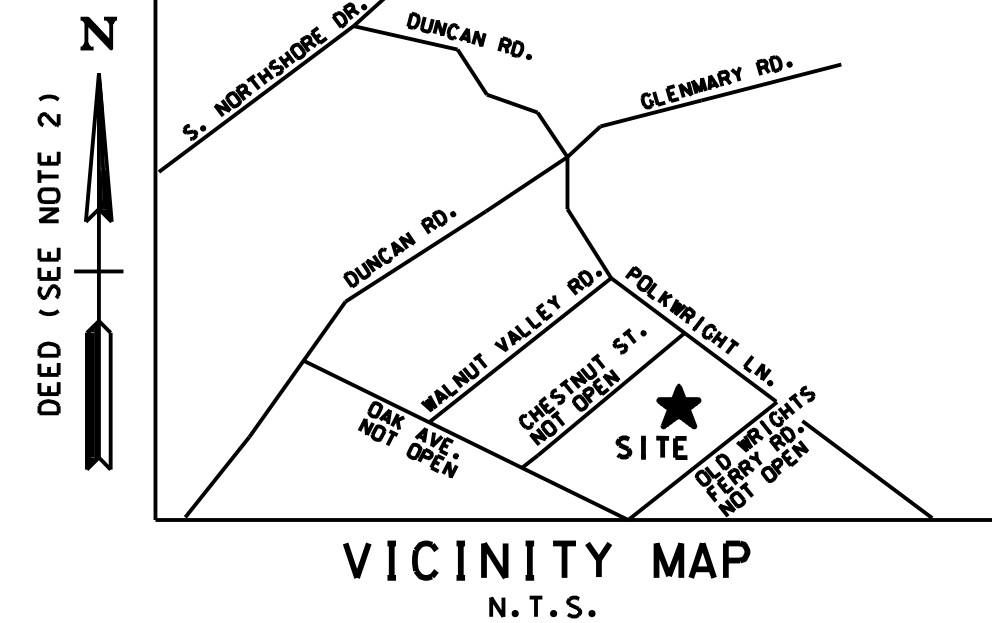 N
DEED (SEE NOTE 2)
S. NORTHSHORE DR.
DUNCAN RD.
GLENMARY RD.
DUNCAN RD.
WALNUT VALLEY RD.
POLKWRIGHT LN.
CHESTNUT ST.
NOT OPEN
OAK AVE.
NOT OPEN
SITE
OLD WRIGHTS
FERRY RD.
NOT OPEN
VICINITY MAP
N.T.S.